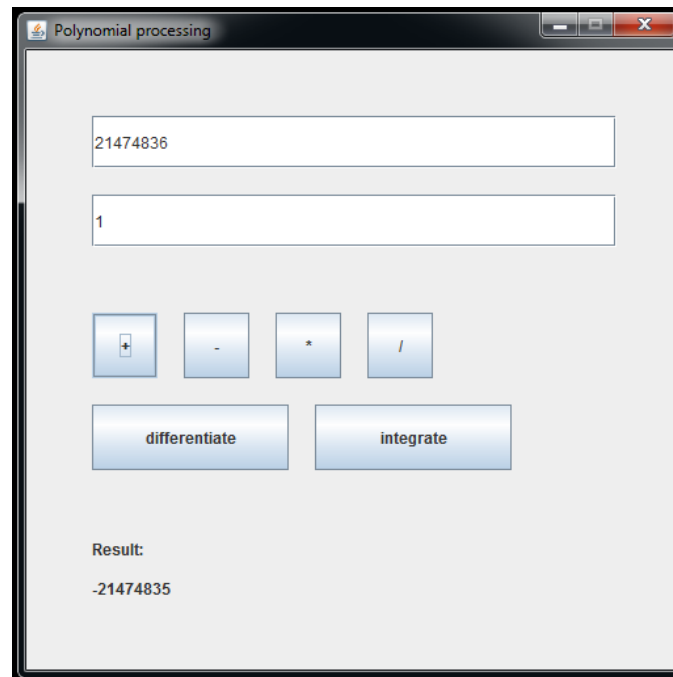 Polynomial processing
21474836
1
+ - * /
differentiate integrate
Result:
-21474835